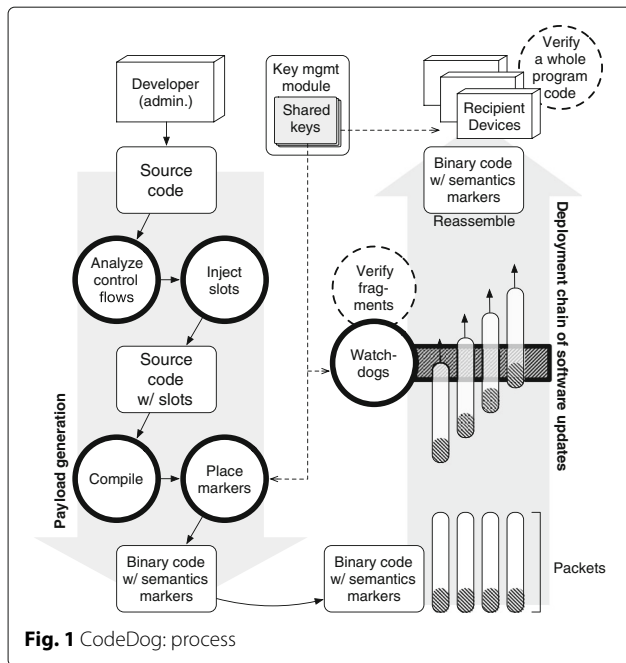 Developer
(admin.)
Key mgmt
module
Shared
keys
Verify
a whole
program
code
Recipient
Devices
Source
code
Binary code
w/ semantics
markers
Reassemble
Analyze
control
flows
Inject
slots
Verify
frag-
ments
Watch-
dogs
Deployment chain of software updates
Source
code
w/ slots
Payload generation
Compile
Place
markers
Binary code
w/ semantics
markers
Binary code
w/ semantics
markers
Packets
Fig. 1 CodeDog: process